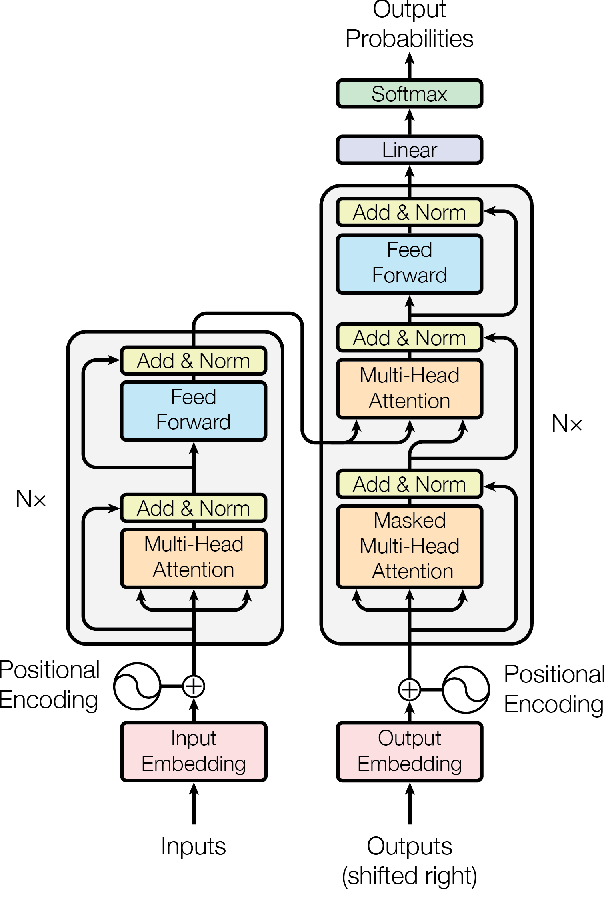 Output
Probabilities
Softmax
Linear
Add & Norm
Feed
Forward
Add & Norm
Multi-Head
Attention
Add & Norm
Masked
Multi-Head
Attention
Nx
Positional
Encoding
Output
Embedding
Outputs
(shifted right)
Add & Norm
Feed
Forward
Add & Norm
Multi-Head
Attention
Nx
Positional
Encoding
Input
Embedding
Inputs